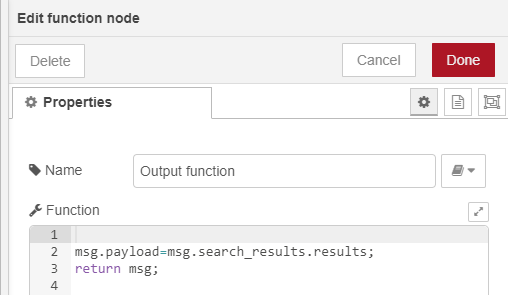 Edit function node
Delete Cancel Done
Properties
Name Output function
Function
1
2 msg.payload=msg.search_results.results;
3 return msg;
4